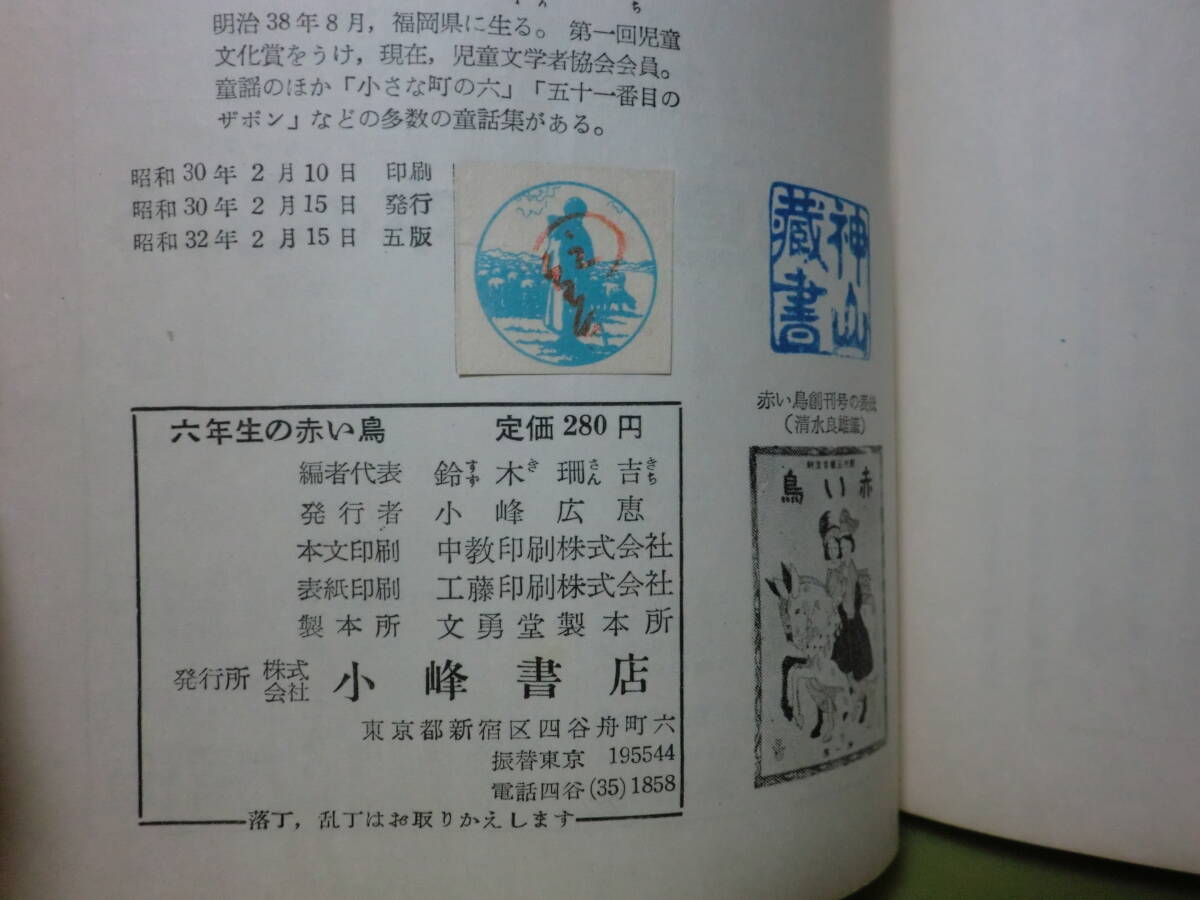 明治38年8月，福岡県に生る。 第一回児童
文化賞をうけ，現在，児童文学者協会会員。
童謡のほか「小さな町の六」「五十一番目の
ザボン」などの多数の童話集がある。
昭和30年 2 月10日 印刷
昭和30年 2 月15日 発行
昭和32年 2 月15日 五版
神山
蔵書
赤い鳥創刊号の表紙
(清水良雄画)
赤い鳥
六年生の赤い鳥 定価 280 円
編者代表 鈴木珊吉
すずきさんきち
発行者 小峰広恵
本文印刷 中教印刷株式会社
表紙印刷 工藤印刷株式会社
製本所 文勇堂製本所
発行所 株式会社 小峰書店
東京都新宿区四谷舟町六
振替東京 195544
電話四谷(35)1858
落丁，乱丁はお取りかえします